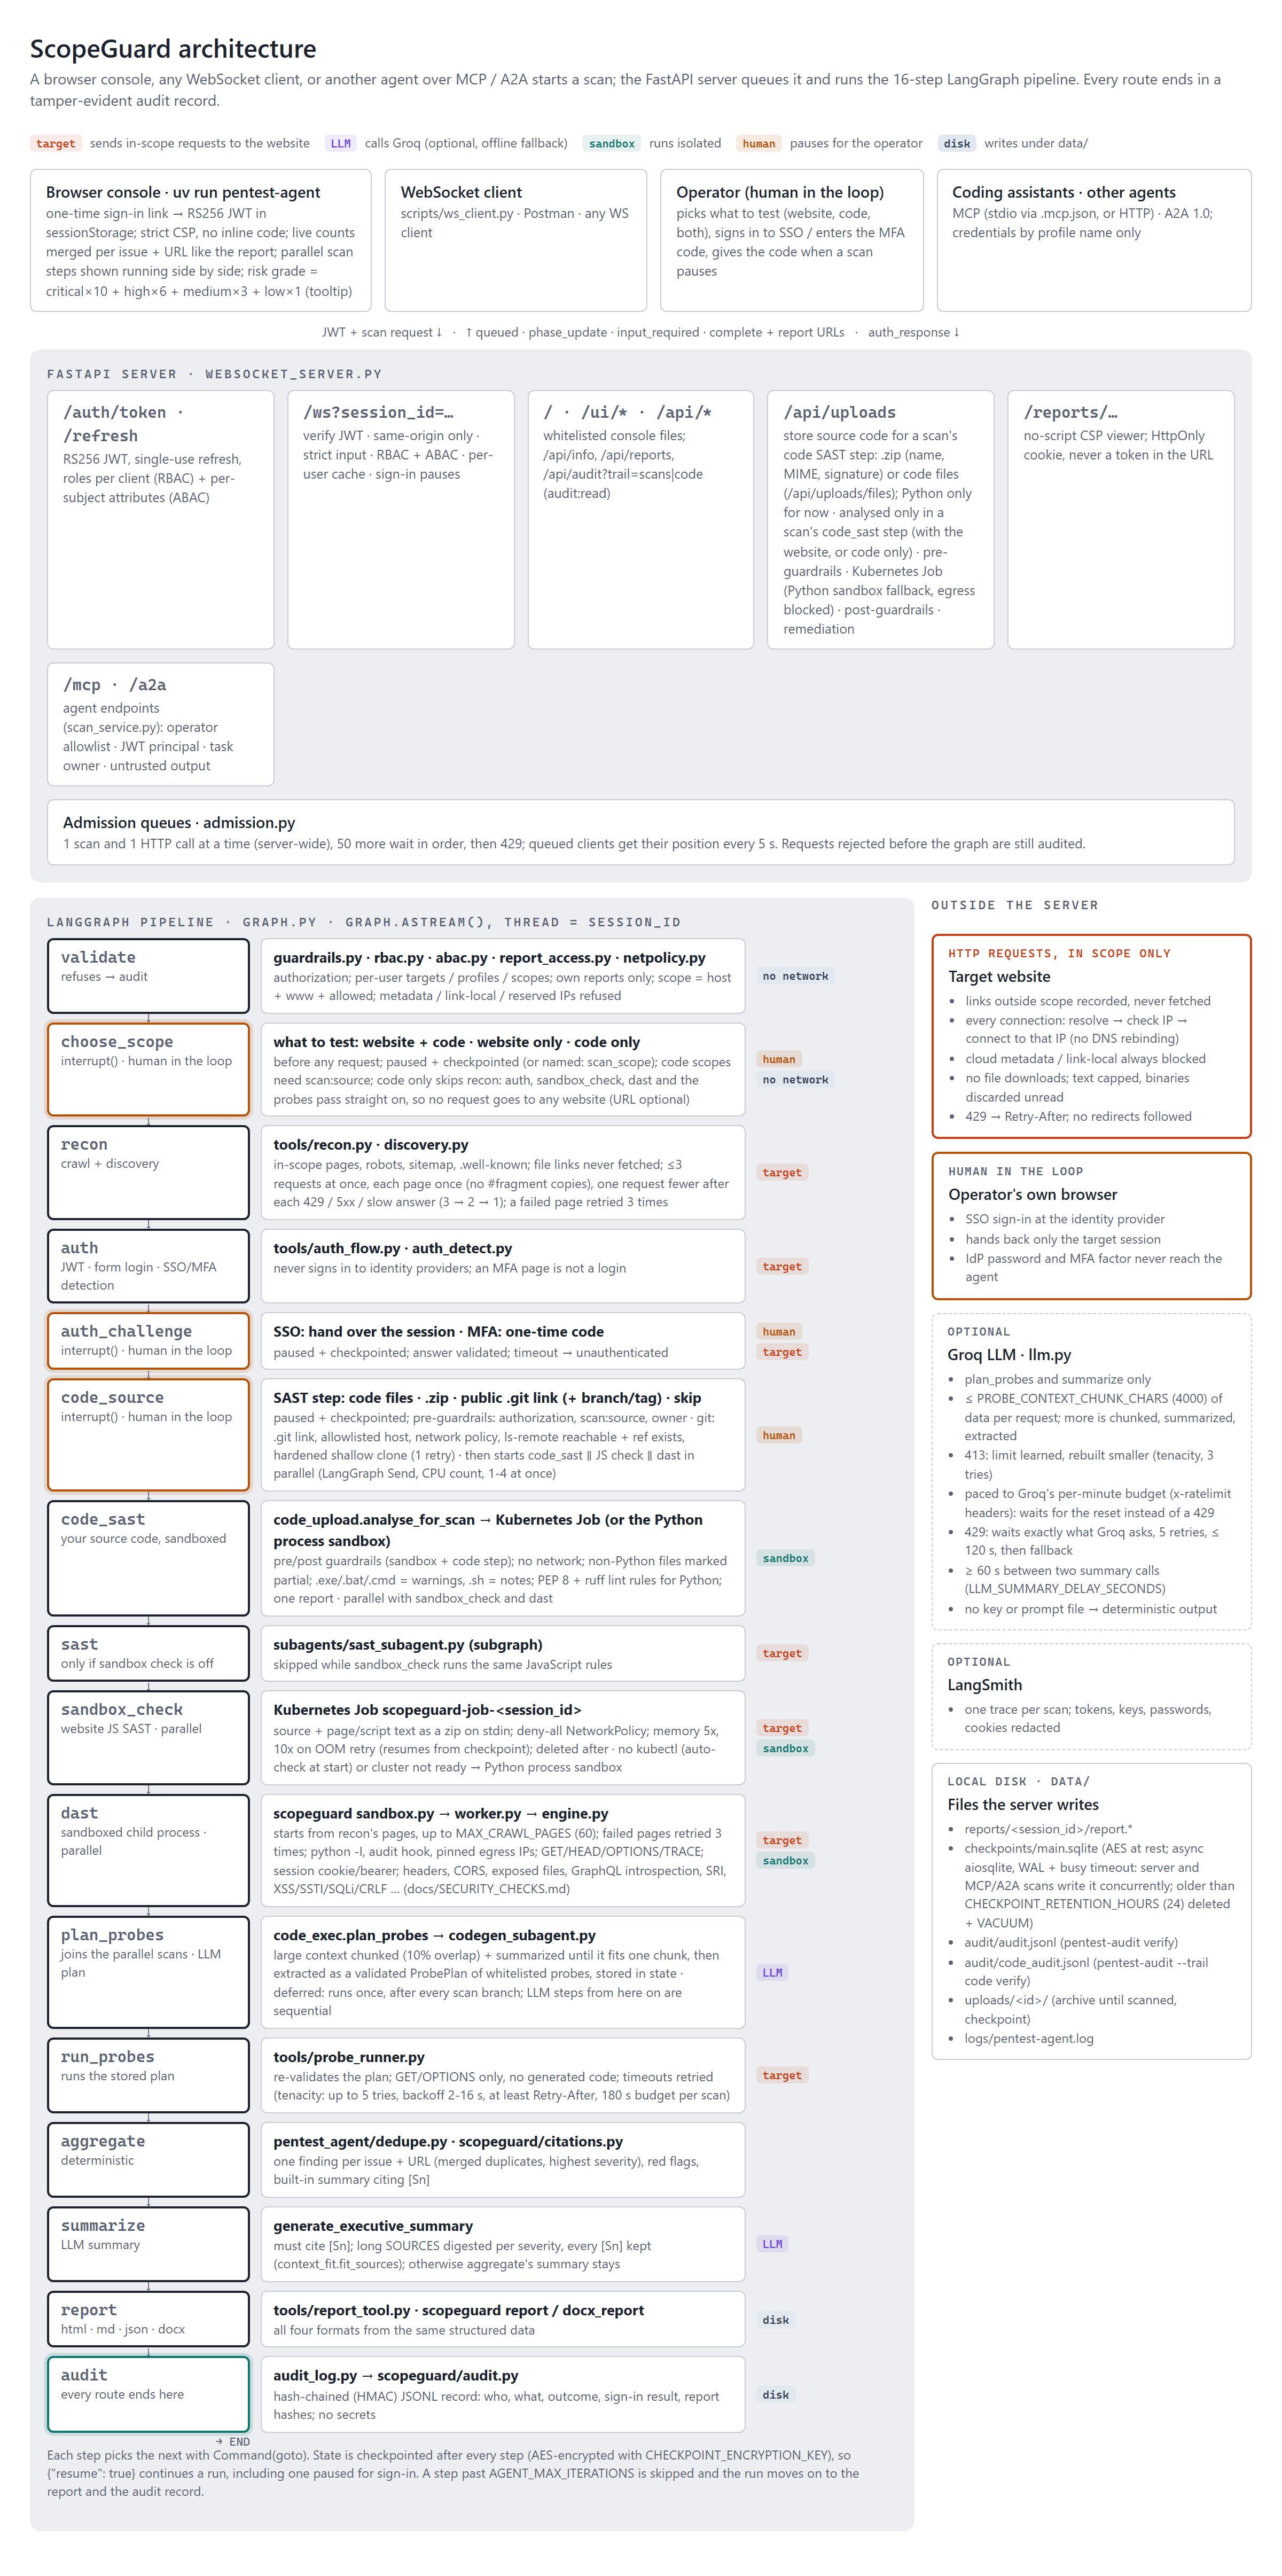 ScopeGuard architecture
A browser console, any WebSocket client, or another agent over MCP / A2A starts a scan; the FastAPI server queues it and runs the 16-step LangGraph pipeline. Every route ends in a
tamper-evident audit record.
target sends in-scope requests to the website LLM calls Groq (optional, offline fallback) sandbox runs isolated human pauses for the operator disk writes under data/
Browser console · uv run pentest-agent
one-time sign-in link → RS256 JWT in
sessionStorage; strict CSP, no inline code; live counts
merged per issue + URL like the report; parallel scan
steps shown running side by side; risk grade =
critical×10 + high×6 + medium×3 + low×1 (tooltip)
WebSocket client
scripts/ws_client.py · Postman · any WS
client
Operator (human in the loop)
picks what to test (website, code,
both), signs in to SSO / enters the MFA
code, gives the code when a scan
pauses
Coding assistants · other agents
MCP (stdio via .mcp.json, or HTTP) · A2A 1.0;
credentials by profile name only
JWT + scan request ↓ · ↑ queued · phase_update · input_required · complete + report URLs · auth_response ↓
FASTAPI SERVER · WEBSOCKET_SERVER.PY
/auth/token ·
/refresh
RS256 JWT, single-use refresh,
roles per client (RBAC) + per-
subject attributes (ABAC)
/ws?session_id=…
verify JWT · same-origin only ·
strict input · RBAC + ABAC · per-
user cache · sign-in pauses
/ · /ui/* · /api/*
whitelisted console files;
/api/info, /api/reports,
/api/audit?trail=scans|code
(audit:read)
/api/uploads
store source code for a scan's
code SAST step: .zip (name,
MIME, signature) or code files
(/api/uploads/files); Python only
for now · analysed only in a
scan's code_sast step (with the
website, or code only) · pre-
guardrails · Kubernetes Job
(Python sandbox fallback, egress
blocked) · post-guardrails ·
remediation
/reports/…
no-script CSP viewer; HttpOnly
cookie, never a token in the URL
/mcp · /a2a
agent endpoints
(scan_service.py): operator
allowlist · JWT principal · task
owner · untrusted output
Admission queues · admission.py
1 scan and 1 HTTP call at a time (server-wide), 50 more wait in order, then 429; queued clients get their position every 5 s. Requests rejected before the graph are still audited.
LANGGRAPH PIPELINE · GRAPH.PY · GRAPH.ASTREAM(), THREAD = SESSION_ID
validate
refuses → audit
guardrails.py · rbac.py · abac.py · report_access.py · netpolicy.py
authorization; per-user targets / profiles / scopes; own reports only; scope = host
+ www + allowed; metadata / link-local / reserved IPs refused
no network
choose_scope
interrupt() · human in the loop
what to test: website + code · website only · code only
before any request; paused + checkpointed (or named: scan_scope); code scopes
need scan:source; code only skips recon: auth, sandbox_check, dast and the
probes pass straight on, so no request goes to any website (URL optional)
human
no network
recon
crawl + discovery
tools/recon.py · discovery.py
in-scope pages, robots, sitemap, .well-known; file links never fetched; ≤3
requests at once, each page once (no #fragment copies), one request fewer after
each 429 / 5xx / slow answer (3 → 2 → 1); a failed page retried 3 times
target
auth
JWT · form login · SSO/MFA
detection
tools/auth_flow.py · auth_detect.py
never signs in to identity providers; an MFA page is not a login
target
auth_challenge
interrupt() · human in the loop
SSO: hand over the session · MFA: one-time code
paused + checkpointed; answer validated; timeout → unauthenticated
human
target
code_source
interrupt() · human in the loop
SAST step: code files · .zip · public .git link (+ branch/tag) · skip
paused + checkpointed; pre-guardrails: authorization, scan:source, owner · git:
.git link, allowlisted host, network policy, ls-remote reachable + ref exists,
hardened shallow clone (1 retry) · then starts code_sast ∥ JS check ∥ dast in
parallel (LangGraph Send, CPU count, 1-4 at once)
human
code_sast
your source code, sandboxed
code_upload.analyse_for_scan → Kubernetes Job (or the Python
process sandbox)
pre/post guardrails (sandbox + code step); no network; non-Python files marked
partial; .exe/.bat/.cmd = warnings, .sh = notes; PEP 8 + ruff lint rules for Python;
one report · parallel with sandbox_check and dast
sandbox
sast
only if sandbox check is off
subagents/sast_subagent.py (subgraph)
skipped while sandbox_check runs the same JavaScript rules
target
sandbox_check
website JS SAST · parallel
Kubernetes Job scopeguard-job-<session_id>
source + page/script text as a zip on stdin; deny-all NetworkPolicy; memory 5x,
10x on OOM retry (resumes from checkpoint); deleted after · no kubectl (auto-
check at start) or cluster not ready → Python process sandbox
target
sandbox
dast
sandboxed child process ·
parallel
scopeguard sandbox.py → worker.py → engine.py
starts from recon's pages, up to MAX_CRAWL_PAGES (60); failed pages retried 3
times; python -I, audit hook, pinned egress IPs; GET/HEAD/OPTIONS/TRACE;
session cookie/bearer; headers, CORS, exposed files, GraphQL introspection, SRI,
XSS/SSTI/SQLi/CRLF … (docs/SECURITY_CHECKS.md)
target
sandbox
plan_probes
joins the parallel scans · LLM
plan
code_exec.plan_probes → codegen_subagent.py
large context chunked (10% overlap) + summarized until it fits one chunk, then
extracted as a validated ProbePlan of whitelisted probes, stored in state ·
deferred: runs once, after every scan branch; LLM steps from here on are
sequential
LLM
run_probes
runs the stored plan
tools/probe_runner.py
re-validates the plan; GET/OPTIONS only, no generated code; timeouts retried
(tenacity: up to 5 tries, backoff 2-16 s, at least Retry-After, 180 s budget per scan)
target
aggregate
deterministic
pentest_agent/dedupe.py · scopeguard/citations.py
one finding per issue + URL (merged duplicates, highest severity), red flags,
built-in summary citing [Sn]
summarize
LLM summary
generate_executive_summary
must cite [Sn]; long SOURCES digested per severity, every [Sn] kept
(context_fit.fit_sources); otherwise aggregate's summary stays
LLM
report
html · md · json · docx
tools/report_tool.py · scopeguard report / docx_report
all four formats from the same structured data
disk
audit
every route ends here
audit_log.py → scopeguard/audit.py
hash-chained (HMAC) JSONL record: who, what, outcome, sign-in result, report
hashes; no secrets
disk
→ END
Each step picks the next with Command(goto). State is checkpointed after every step (AES-encrypted with CHECKPOINT_ENCRYPTION_KEY), so
{"resume": true} continues a run, including one paused for sign-in. A step past AGENT_MAX_ITERATIONS is skipped and the run moves on to the
report and the audit record.
OUTSIDE THE SERVER
HTTP REQUESTS, IN SCOPE ONLY
Target website
• links outside scope recorded, never fetched
• every connection: resolve → check IP →
connect to that IP (no DNS rebinding)
• cloud metadata / link-local always blocked
• no file downloads; text capped, binaries
discarded unread
• 429 → Retry-After; no redirects followed
HUMAN IN THE LOOP
Operator's own browser
• SSO sign-in at the identity provider
• hands back only the target session
• IdP password and MFA factor never reach the
agent
OPTIONAL
Groq LLM · llm.py
• plan_probes and summarize only
• ≤ PROBE_CONTEXT_CHUNK_CHARS (4000) of
data per request; more is chunked, summarized,
extracted
• 413: limit learned, rebuilt smaller (tenacity, 3
tries)
• paced to Groq's per-minute budget (x-ratelimit
headers): waits for the reset instead of a 429
• 429: waits exactly what Groq asks, 5 retries, ≤
120 s, then fallback
• ≥ 60 s between two summary calls
(LLM_SUMMARY_DELAY_SECONDS)
• no key or prompt file → deterministic output
OPTIONAL
LangSmith
• one trace per scan; tokens, keys, passwords,
cookies redacted
LOCAL DISK · DATA/
Files the server writes
• reports/<session_id>/report.*
• checkpoints/main.sqlite (AES at rest; async
aiosqlite, WAL + busy timeout: server and
MCP/A2A scans write it concurrently; older than
CHECKPOINT_RETENTION_HOURS (24) deleted
+ VACUUM)
• audit/audit.jsonl (pentest-audit verify)
• audit/code_audit.jsonl (pentest-audit --trail
code verify)
• uploads/<id>/ (archive until scanned,
checkpoint)
• logs/pentest-agent.log